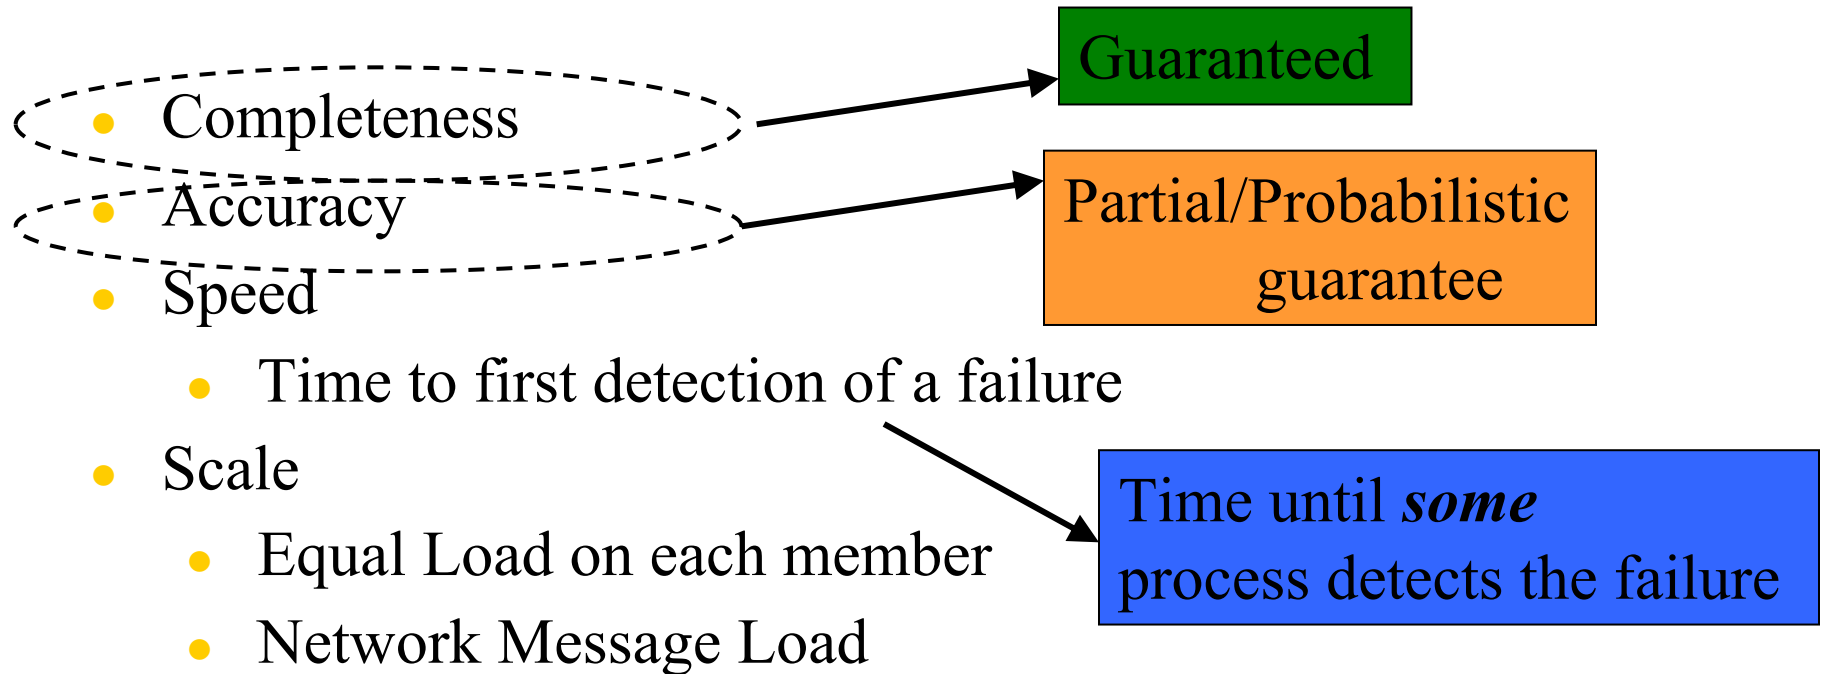 Guaranteed
Completeness
Partial/Probabilistic
guarantee
Accuracy
Speed
Time to first detection of a failure
Scale
Time until some
process detects the failure
Equal Load on each member
Network Message Load